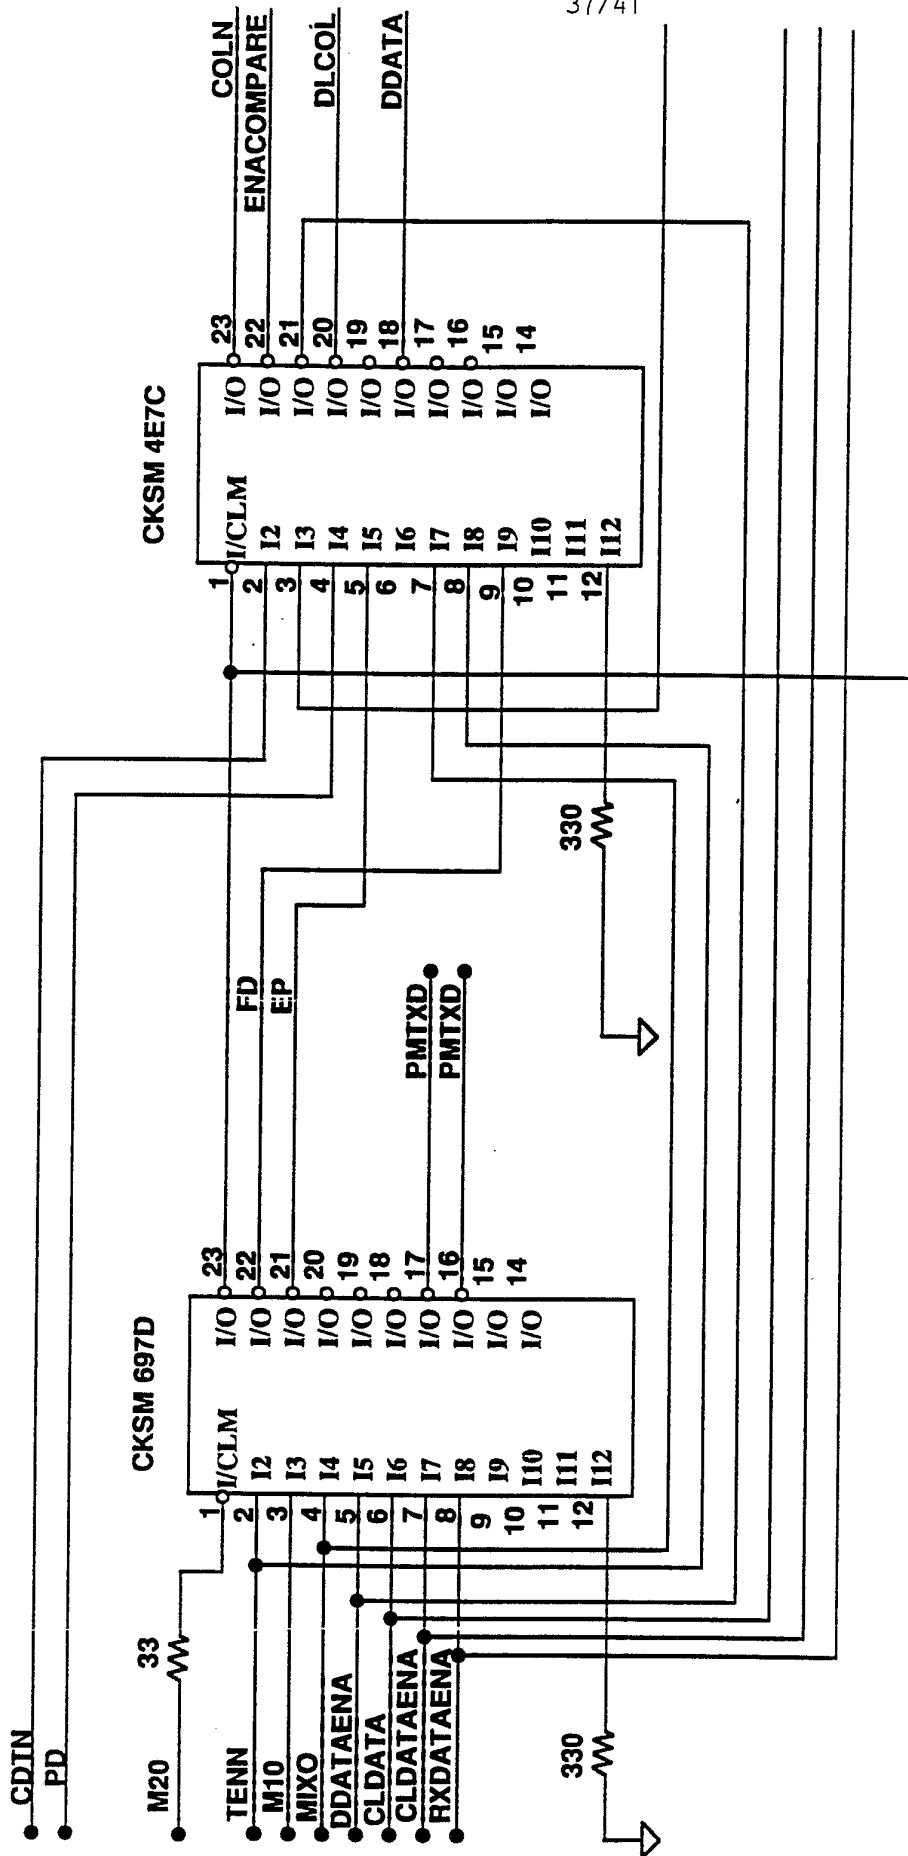 37/41
COLN
ENACOMPARE
DLCOL
DDATA
CKSM 4E7C
23
22
21
20
19
18
17
16
15
14
I/O
I/O
I/O
I/O
I/O
I/O
I/O
I/O
I/O
I/O
I/CLM
I2
I3
I4
I5
I6
I7
I8
I9
I10
I11
I12
1
2
3
4
5
6
7
8
9
10
11
12
330
FD
EP
PMTXD
PMTXD
CKSM 697D
23
22
21
20
19
18
17
16
15
14
I/O
I/O
I/O
I/O
I/O
I/O
I/O
I/O
I/O
I/O
I/CLM
I2
I3
I4
I5
I6
I7
I8
I9
I10
I11
I12
1
2
3
4
5
6
7
8
9
10
11
12
33
330
CDTN
PD
M20
TENN
M10
MIXO
DDATAENA
CLDATA
CLDATAENA
RXDATAENA